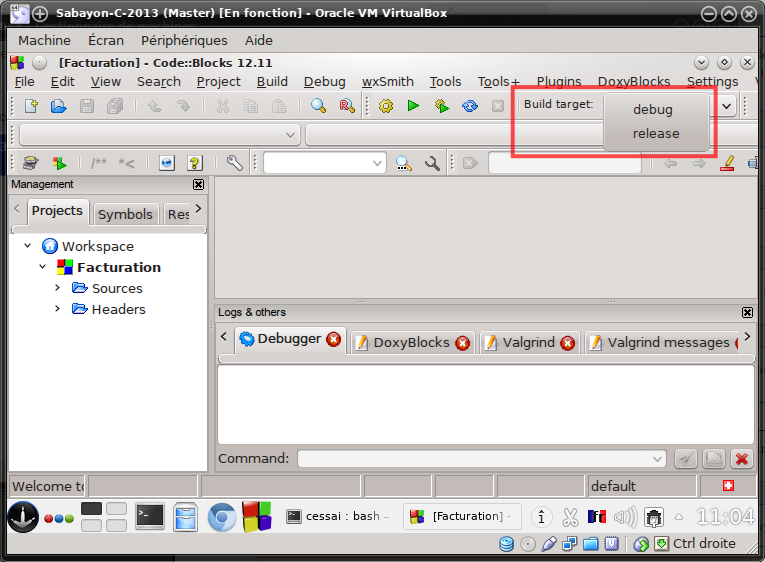 Sabayon-C-2013 (Master) [En fonction] - Oracle VM VirtualBox
Machine Écran Périphériques Aide
[Facturation] - Code::Blocks 12.11
File Edit View Search Project Build Debug wxSmith Tools Tools+ Plugins DoxyBlocks Settings
Build target:
debug
release
/** *<
Management
Projects Symbols Res
Workspace
Facturation
Sources
Headers
Logs & others
Debugger DoxyBlocks Valgrind Valgrind messages
Command:
Welcome to default
cessai : bash – [Facturation] – 11:04
Ctrl droite